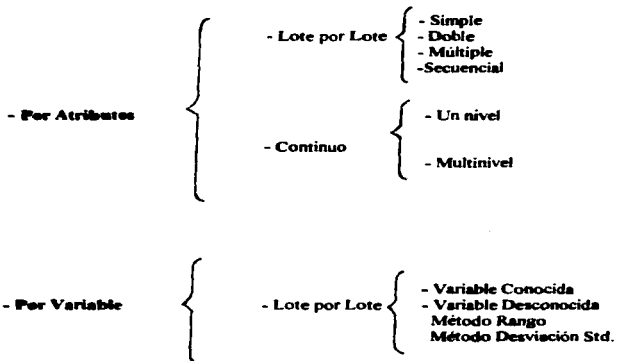 - Por Atributos
- Lote por Lote
- Simple
- Doble
- Múltiple
-Secuencial
- Continuo
- Un nivel
- Multinivel
- Por Variable
- Lote por Lote
- Variable Conocida
- Variable Desconocida
Método Rango
Método Desviación Std.